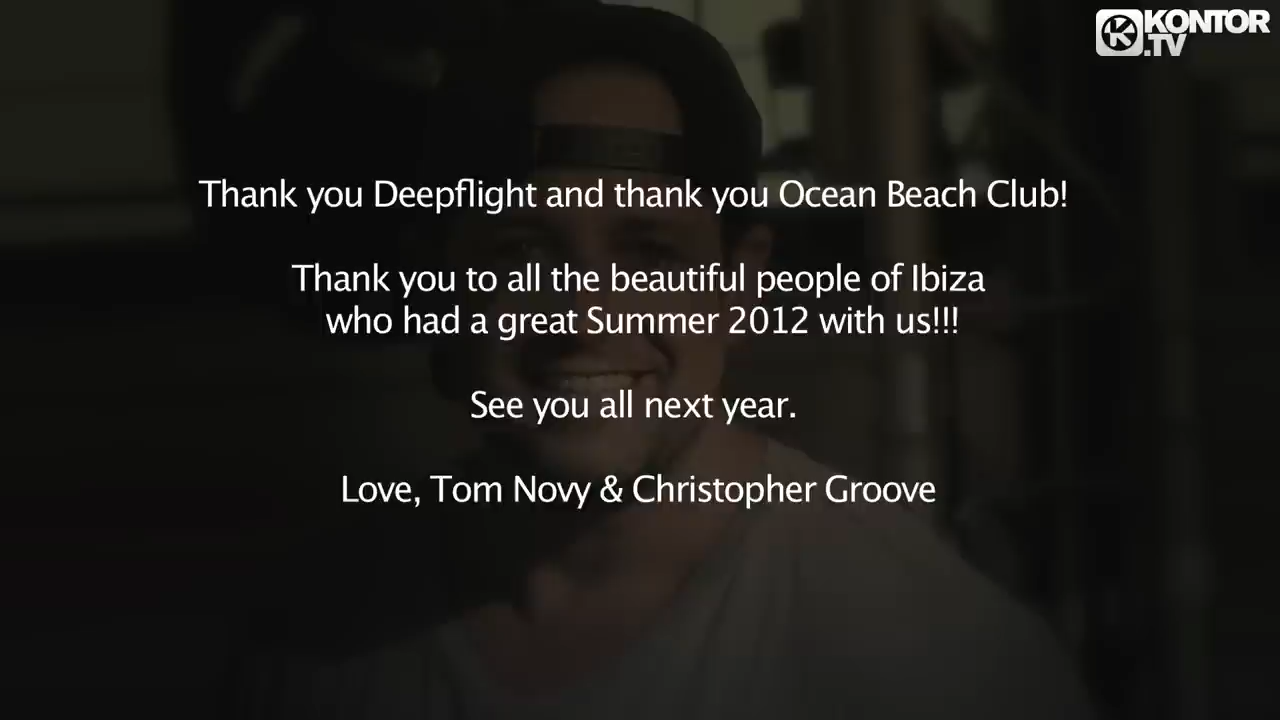 KONTOR
.TV
Thank you Deepflight and thank you Ocean Beach Club!
Thank you to all the beautiful people of Ibiza
who had a great Summer 2012 with us!!!
See you all next year.
Love, Tom Novy & Christopher Groove